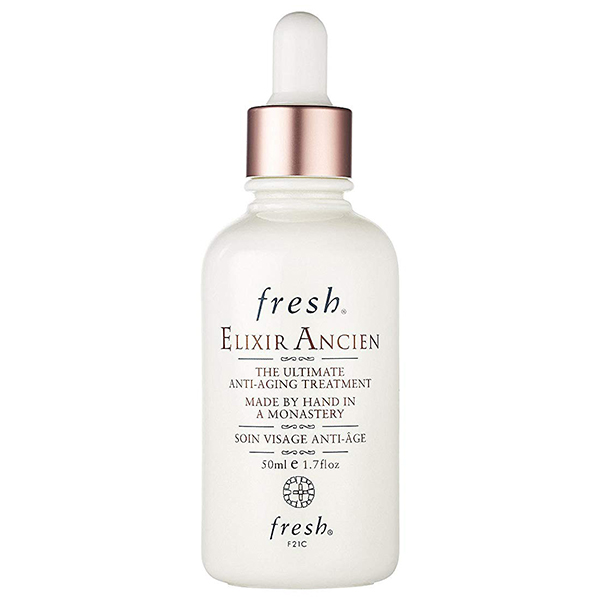 fresh®
ELIXIR ANCIEN
THE ULTIMATE
ANTI-AGING TREATMENT
MADE BY HAND IN
A MONASTERY
SOIN VISAGE ANTI-ÂGE
50ml e 1.7floz
fresh®
F21C